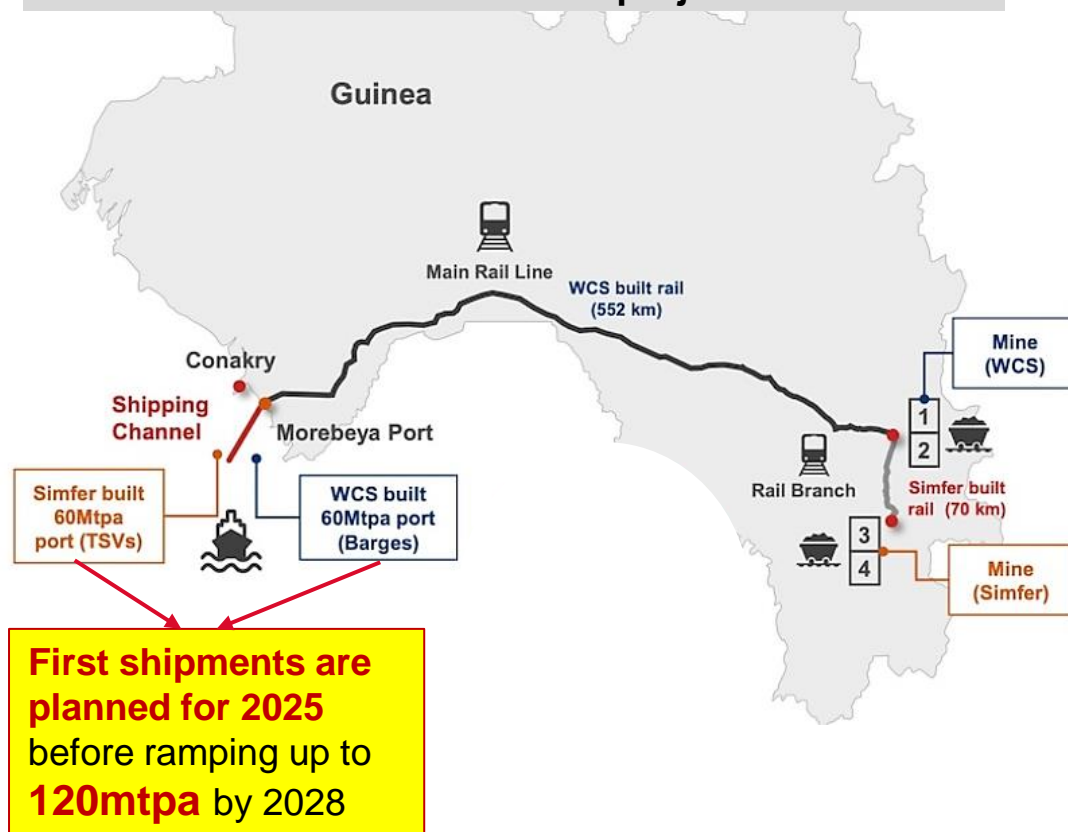 Guinea
Main Rail Line
WCS built rail
(552 km)
Mine
(WCS)
Conakry
1
2
Shipping
Channel
Morebeya Port
Rail Branch
Simfer built
rail (70 km)
Simfer built
60Mtpa
port (TSVs)
WCS built
60Mtpa port
(Barges)
3
4
Mine
(Simfer)
First shipments are
planned for 2025
before ramping up to
120mtpa by 2028